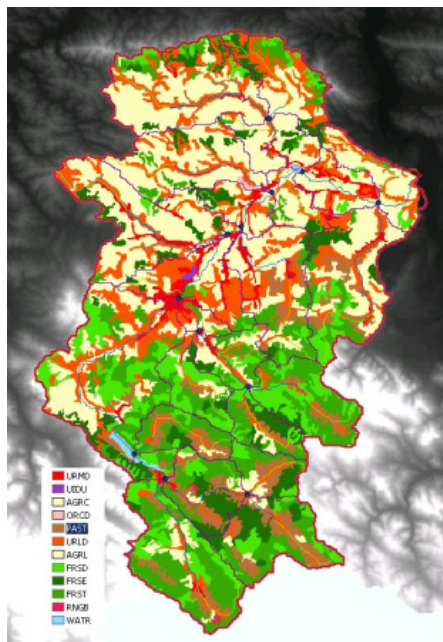 URMD
UIDU
AGRC
ORCD
PAST
URLD
AGRL
FRSD
FRSE
FRST
RNGB
WATR